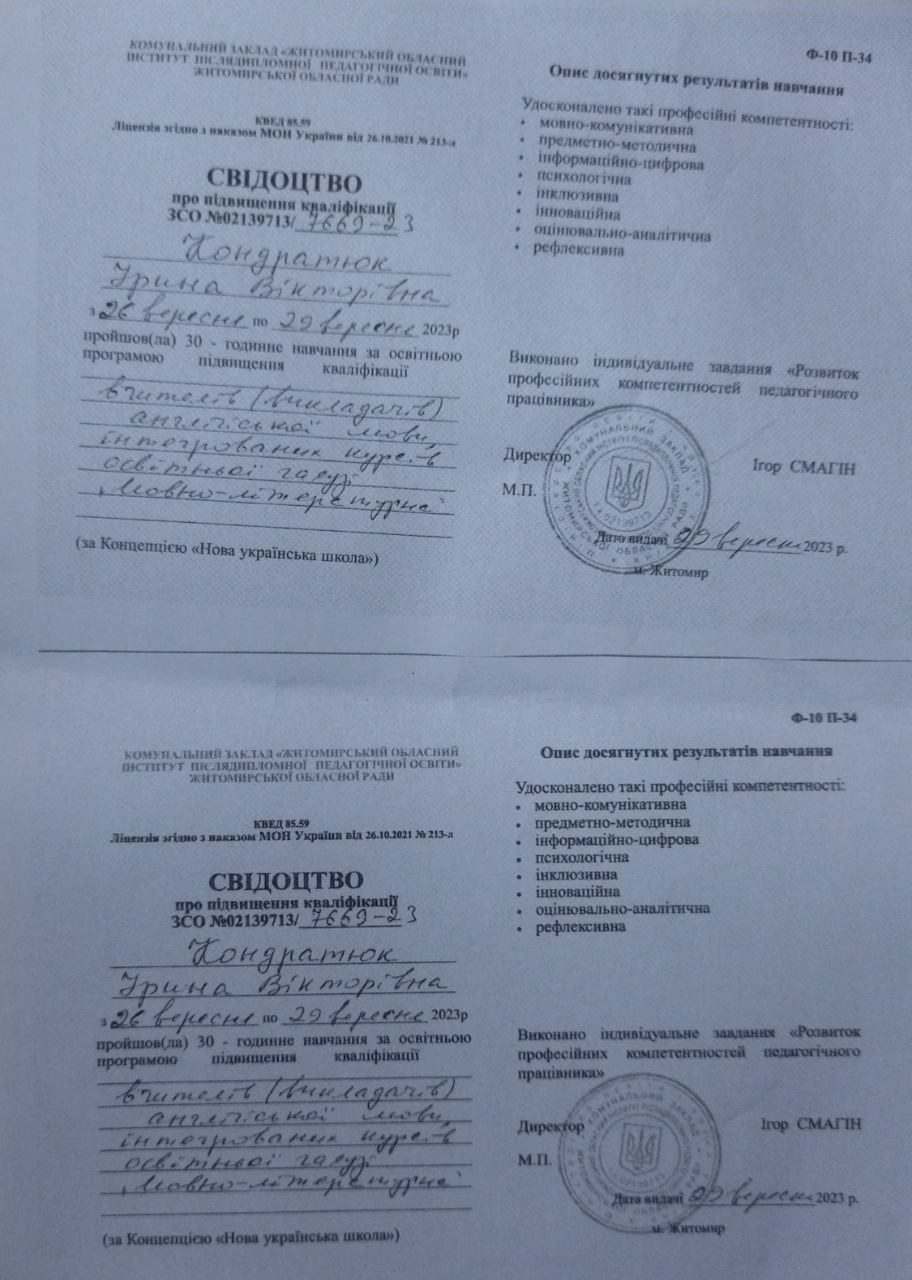 КОМУНАЛЬНИЙ ЗАКЛАД «ЖИТОМИРСЬКИЙ ОБЛАСНИЙ
ІНСТИТУТ ПІСЛЯДИПЛОМНОЇ ПЕДАГОГІЧНОЇ ОСВІТИ»
ЖИТОМИРСЬКОЇ ОБЛАСНОЇ РАДИ
КВЕД 85.59
Ліцензія згідно з наказом МОН України від 26.10.2021 № 213-л
СВІДОЦТВО
про підвищення кваліфікації
ЗСО №02139713/ 7669-23
Кондратюк
Ірина Вікторівна
з 26 вересня по 29 вересня 2023р
пройшов(ла) 30 - годинне навчання за освітньою
програмою підвищення кваліфікації
вчителів (викладачів)
англійської мови,
інтегрованих курсів
освітньої галузі
„Мовно-літературна"
(за Концепцією «Нова українська школа»)
Ф-10 П-34
Опис досягнутих результатів навчання
Удосконалено такі професійні компетентності:
• мовно-комунікативна
• предметно-методична
• інформаційно-цифрова
• психологічна
• інклюзивна
• інноваційна
• оцінювально-аналітична
• рефлексивна
Виконано індивідуальне завдання «Розвиток
професійних компетентностей педагогічного
працівника»
Директор Ігор СМАГІН
М.П.
Дата видачі 29 вересня 2023 р.
м. Житомир
КОМУНАЛЬНИЙ ЗАКЛАД «ЖИТОМИРСЬКИЙ ОБЛАСНИЙ
ІНСТИТУТ ПІСЛЯДИПЛОМНОЇ ПЕДАГОГІЧНОЇ ОСВІТИ»
ЖИТОМИРСЬКОЇ ОБЛАСНОЇ РАДИ
КВЕД 85.59
Ліцензія згідно з наказом МОН України від 26.10.2021 № 213-л
СВІДОЦТВО
про підвищення кваліфікації
ЗСО №02139713/ 7669-23
Кондратюк
Ірина Вікторівна
з 26 вересня по 29 вересня 2023р
пройшов(ла) 30 - годинне навчання за освітньою
програмою підвищення кваліфікації
вчителів (викладачів)
англійської мови,
інтегрованих курсів
освітньої галузі
„Мовно-літературна"
(за Концепцією «Нова українська школа»)
Ф-10 П-34
Опис досягнутих результатів навчання
Удосконалено такі професійні компетентності:
• мовно-комунікативна
• предметно-методична
• інформаційно-цифрова
• психологічна
• інклюзивна
• інноваційна
• оцінювально-аналітична
• рефлексивна
Виконано індивідуальне завдання «Розвиток
професійних компетентностей педагогічного
працівника»
Директор Ігор СМАГІН
М.П.
Дата видачі 29 вересня 2023 р.
м. Житомир